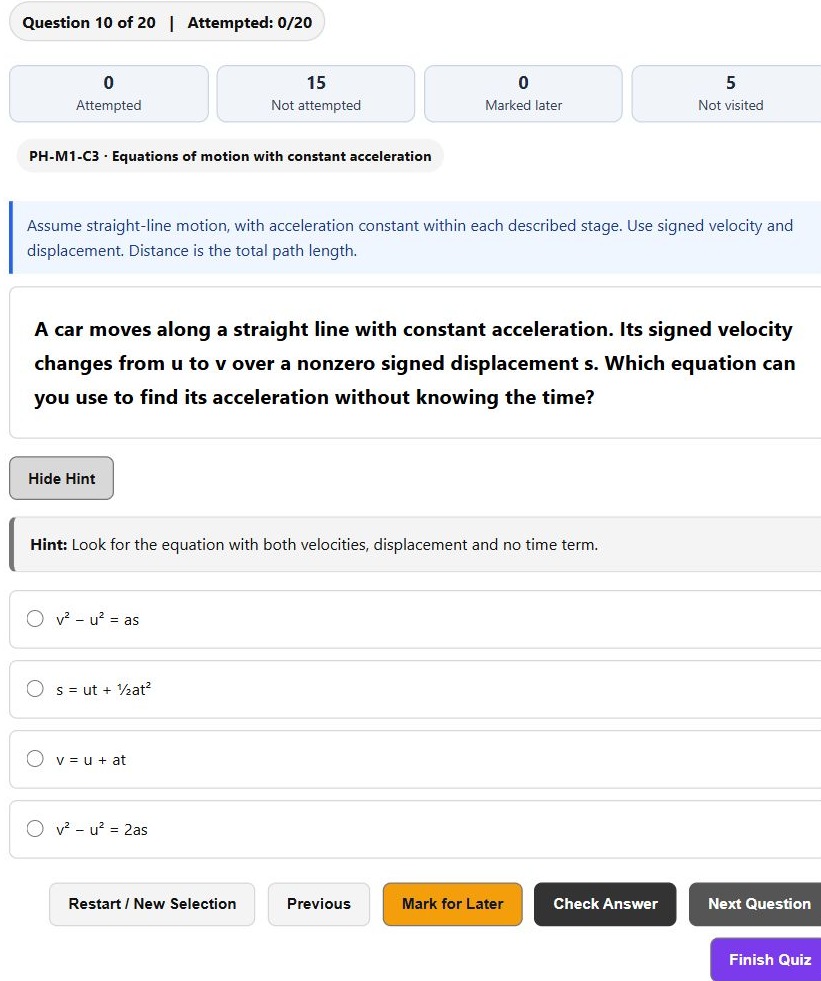 Question 10 of 20 | Attempted: 0/20
0
Attempted
15
Not attempted
0
Marked later
5
Not visited
PH-M1-C3 · Equations of motion with constant acceleration
Assume straight-line motion, with acceleration constant within each described stage. Use signed velocity and
displacement. Distance is the total path length.
A car moves along a straight line with constant acceleration. Its signed velocity
changes from u to v over a nonzero signed displacement s. Which equation can
you use to find its acceleration without knowing the time?
Hide Hint
Hint: Look for the equation with both velocities, displacement and no time term.
v² − u² = as
s = ut + ½at²
v = u + at
v² − u² = 2as
Restart / New Selection
Previous
Mark for Later
Check Answer
Next Question
Finish Quiz